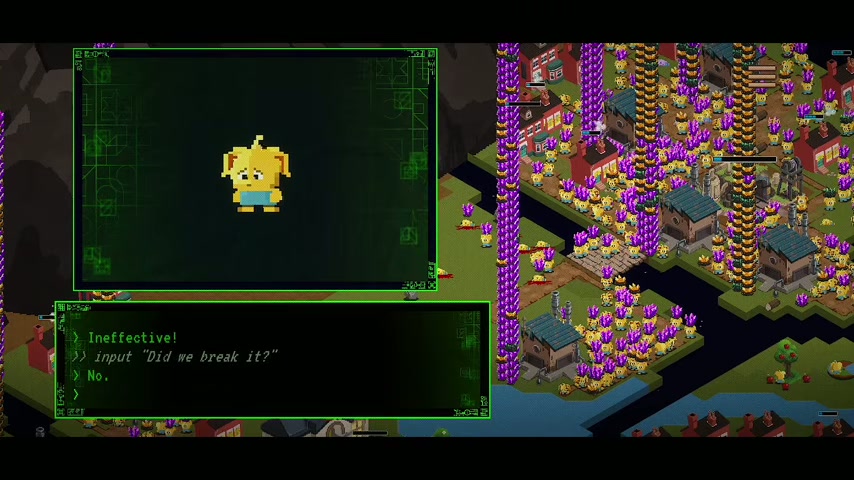 > Ineffective!
>> input "Did we break it?"
> No.
>